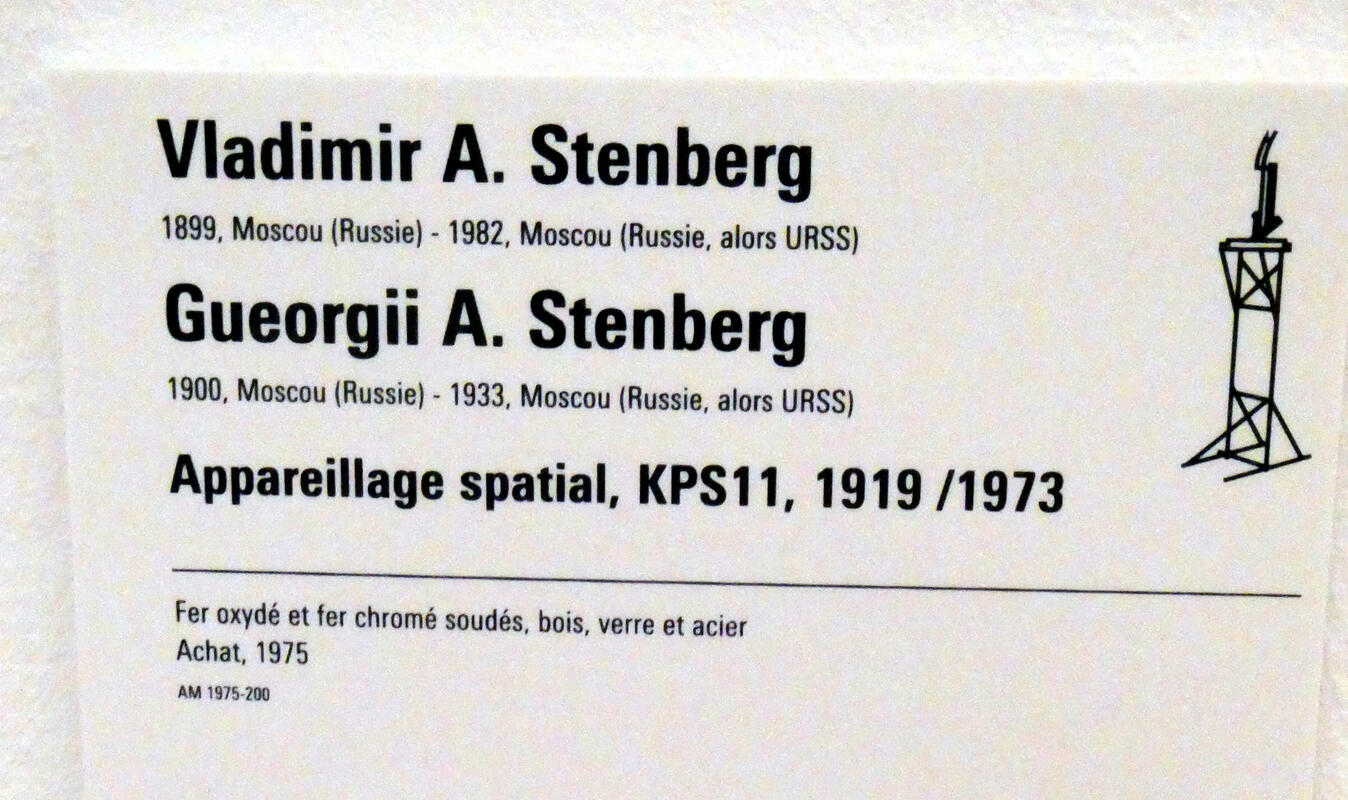 Vladimir A. Stenberg
1899, Moscou (Russie) - 1982, Moscou (Russie, alors URSS)
Gueorgii A. Stenberg
1900, Moscou (Russie) - 1933, Moscou (Russie, alors URSS)
Appareillage spatial, KPS11, 1919 /1973
Fer oxydé et fer chromé soudés, bois, verre et acier
Achat, 1975
AM 1975-200